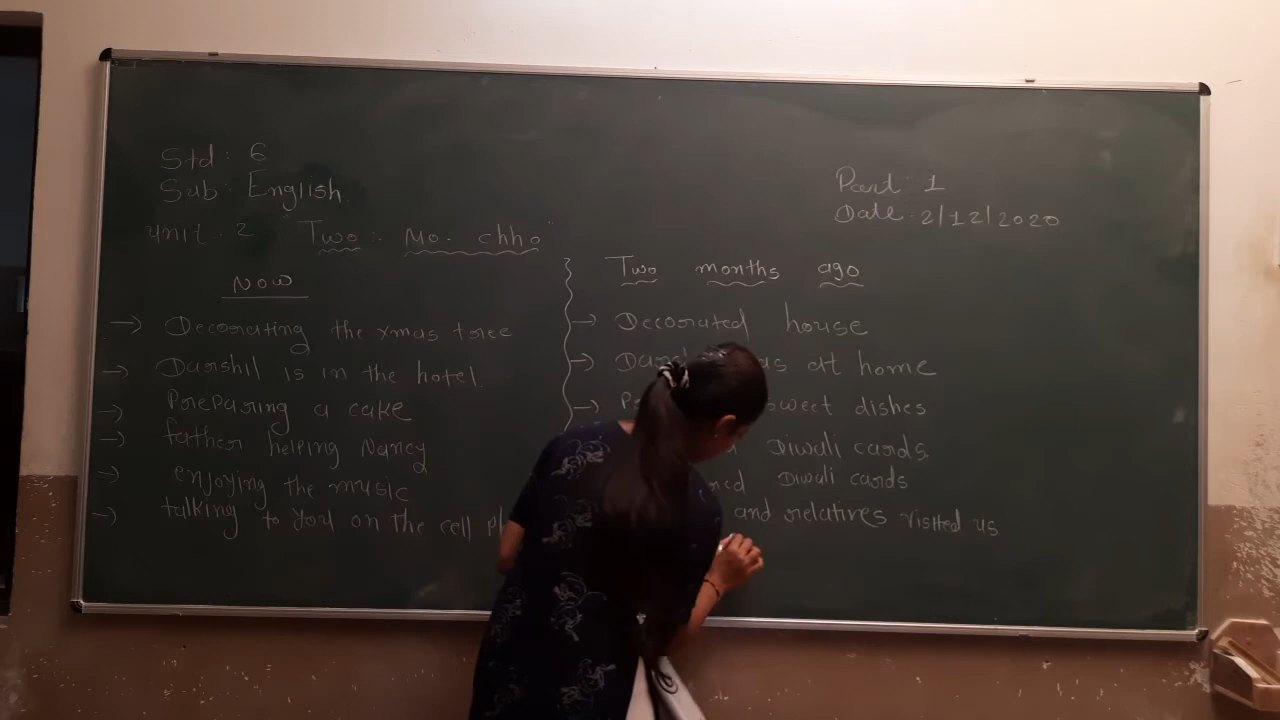 Std: 6
Sub: English.
Unit. 2 "Two:- Mo. chho"
Part: 1
Date. 2/12/2020
Now
→ Decorating the xmas tree
→ Darshil is in the hotel.
→ Preparing a cake
→ father helping Nancy
→ enjoying the music
→ talking to you on the cell
Two months ago
→ Decorated house
→ at home
→ sweet dishes
Diwali cards.
Diwali cards
and relatives visited us